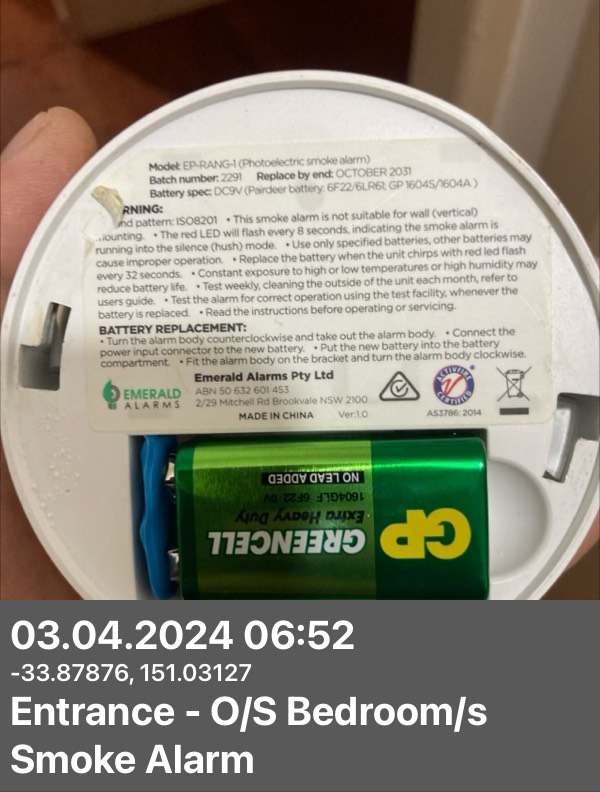 Model: EP-RANG-1 (Photoelectric smoke alarm)
Batch number: 2291 Replace by end: OCTOBER 2031
Battery spec: DC9V (Pairdeer battery: 6F22/6LR61; GP 1604S/1604A )
RNING:
nd pattern: ISO8201 • This smoke alarm is not suitable for wall (vertical)
ounting. • The red LED will flash every 8 seconds, indicating the smoke alarm is
running into the silence (hush) mode. • Use only specified batteries, other batteries may
cause improper operation. • Replace the battery when the unit chirps with red led flash
every 32 seconds. • Constant exposure to high or low temperatures or high humidity may
reduce battery life. • Test weekly, cleaning the outside of the unit each month, refer to
users guide. • Test the alarm for correct operation using the test facility, whenever the
battery is replaced. • Read the instructions before operating or servicing.
BATTERY REPLACEMENT:
• Turn the alarm body counterclockwise and take out the alarm body. • Connect the
power input connector to the new battery. • Put the new battery into the battery
compartment. • Fit the alarm body on the bracket and turn the alarm body clockwise.
EMERALD
ALARMS
Emerald Alarms Pty Ltd
ABN 50 632 601 453
2/29 Mitchell Rd Brookvale NSW 2100
MADE IN CHINA Ver:1.0
ACTIVFIRE
CERTIFIED
AS3786: 2014
GP
GREENCELL
Extra Heavy Duty
1604GLF 6F22 9V
NO LEAD ADDED
03.04.2024 06:52
-33.87876, 151.03127
Entrance - O/S Bedroom/s
Smoke Alarm